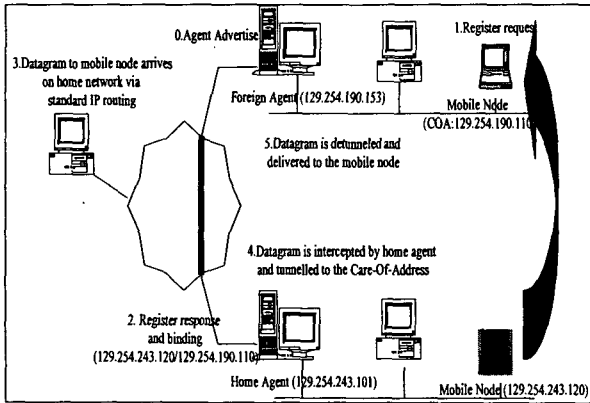 0.Agent Advertise
1.Register reques
3.Datagram to mobile node arrives
on home network via
standard IP routing
Foreign Agent (129.254.190.153)
Mobile Node
(COA:129.254.190.110
5.Datagram is detunneled and
delivered to the mobile node
4.Datagram is intercepted by home agent
and tunnelled to the Care-Of-Address
2. Register response
and binding
(129.254.243.120/129.254.190.110)
Home Agent (129.254.243.101)
Mobile Node (129.254.243.120)